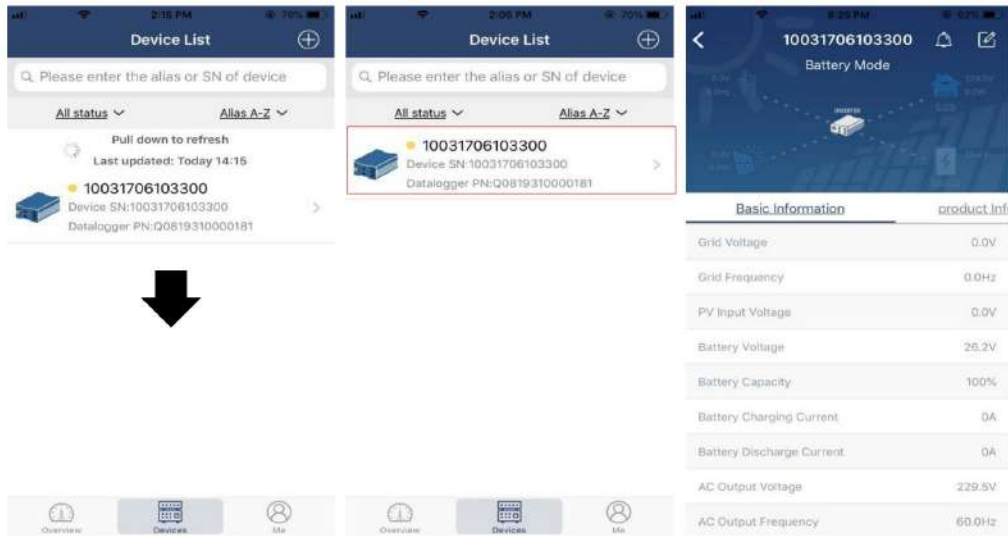 2:15 PM
70%
Device List
Please enter the alias or SN of device
All status
Alias A-Z
Pull down to refresh
Last updated: Today 14:15
10031706103300
Device SN:10031706103300
Datalogger PN:Q0819310000181
Overview
Devices
Me
2:05 PM
70%
Device List
Please enter the alias or SN of device
All status
Alias A-Z
10031706103300
Device SN:10031706103300
Datalogger PN:Q0819310000181
Overview
Devices
Me
62%
10031706103300
Battery Mode
INVERTER
Basic Information
product Inf
Grid Voltage 0.0V
Grid Frequency 0.0Hz
PV Input Voltage 0.0V
Battery Voltage 26.2V
Battery Capacity 100%
Battery Charging Current 0A
Battery Discharge Current 0A
AC Output Voltage 229.5V
AC Output Frequency 60.0Hz